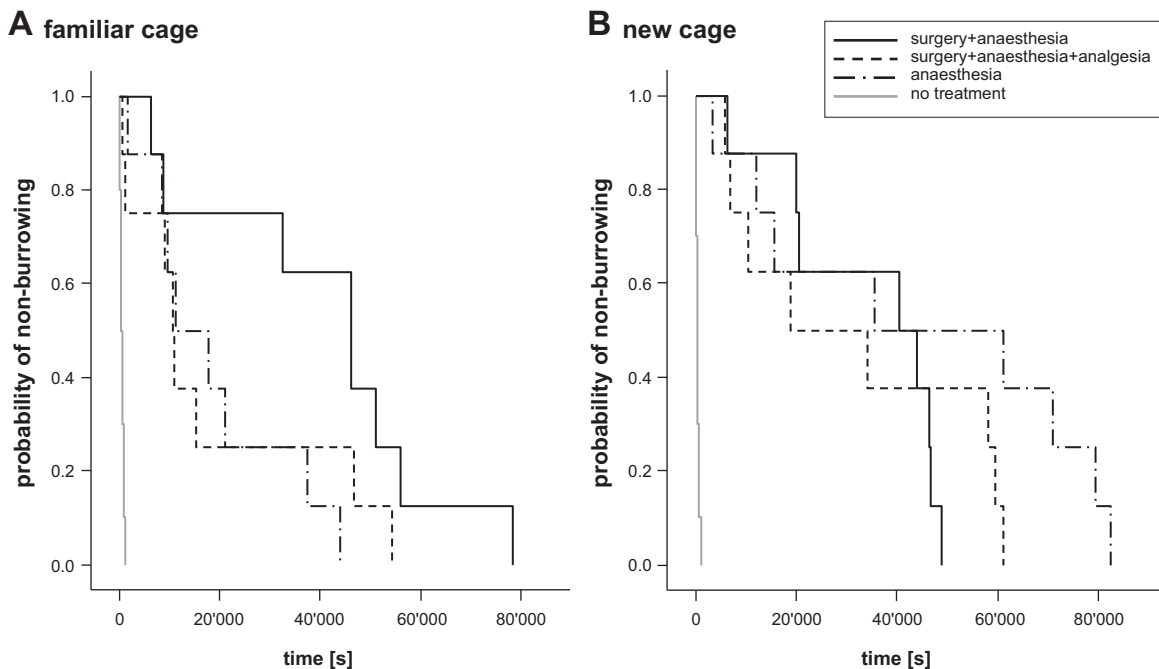 A familiar cage
B new cage
surgery+anaesthesia
surgery+anaesthesia+analgesia
anaesthesia
no treatment
probability of non-burrowing
1.0
0.8
0.6
0.4
0.2
0.0
0 20'000 40'000 60'000 80'000
time [s]
probability of non-burrowing
1.0
0.8
0.6
0.4
0.2
0.0
0 20'000 40'000 60'000 80'000
time [s]